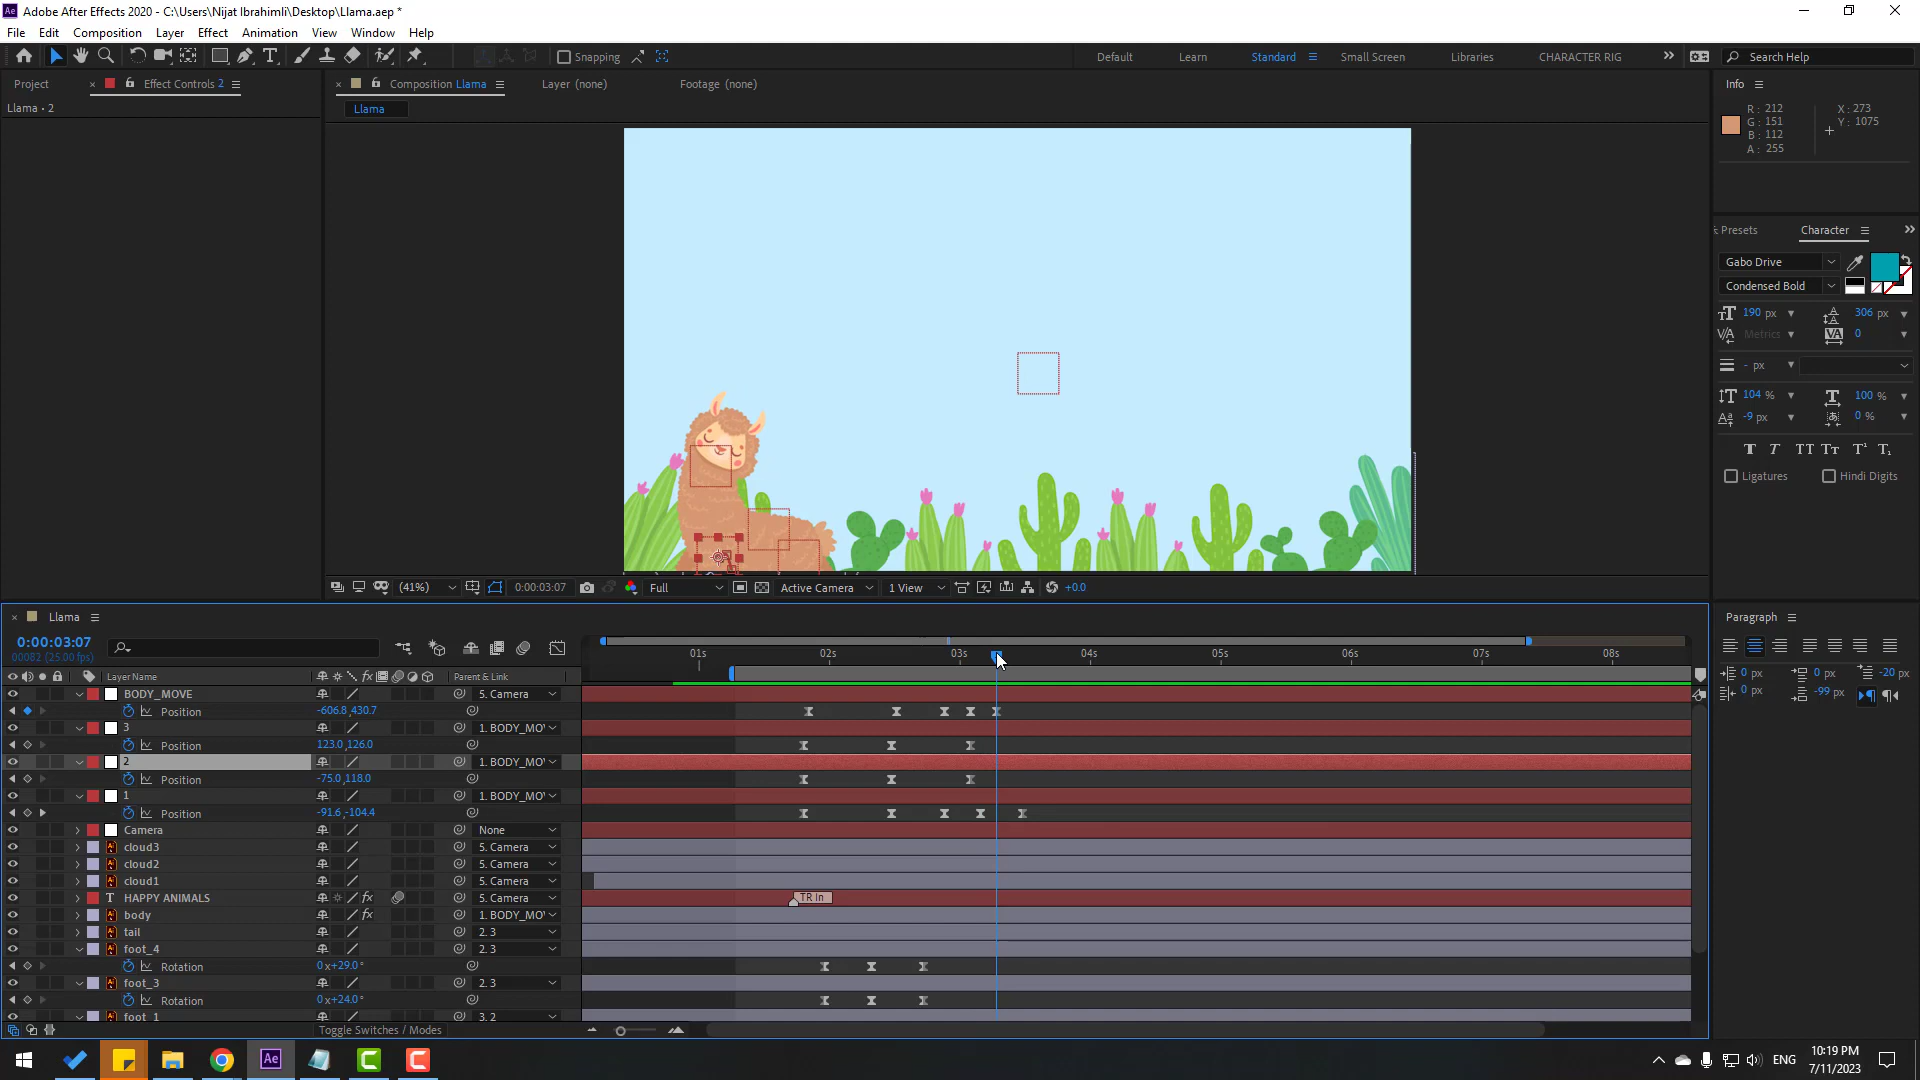 Adobe After Effects 2020 - C:\Users\Nijat Ibrahimli\Desktop\Llama.aep *
File Edit Composition Layer Effect Animation View Window Help
Snapping
Default Learn Standard Small Screen Libraries CHARACTER RIG Search Help
Project Effect Controls 2
Composition Llama Layer (none) Footage (none)
Info
Llama • 2
Llama
R : 212
G : 151
B : 112
A : 255
X : 273
Y : 1075
Presets Character
Gabo Drive
Condensed Bold
190 px 306 px
Metrics 0
- px
104 % 100 %
-9 px 0 %
Ligatures Hindi Digits
(41%) 0:00:03:07 Full Active Camera 1 View +0.0
Llama
Paragraph
0:00:03:07
00082 (25.00 fps)
01s 02s 03s 04s 05s 06s 07s 08s
0 px 0 px -20 px
0 px -99 px
Layer Name Parent & Link
BODY_MOVE 5. Camera
Position -606.8,430.7
3 1. BODY_MO
Position 123.0,126.0
2 1. BODY_MO
Position -75.0,118.0
1 1. BODY_MO
Position -91.6,-104.4
Camera None
cloud3 5. Camera
cloud2 5. Camera
cloud1 5. Camera
HAPPY ANIMALS fx 5. Camera TR In
body fx 1. BODY_MO
tail 2. 3
foot_4 2. 3
Rotation 0 x+29.0 °
foot_3 2. 3
Rotation 0 x+24.0 °
foot_1 3. 2
Toggle Switches / Modes
ENG
10:19 PM
7/11/2023